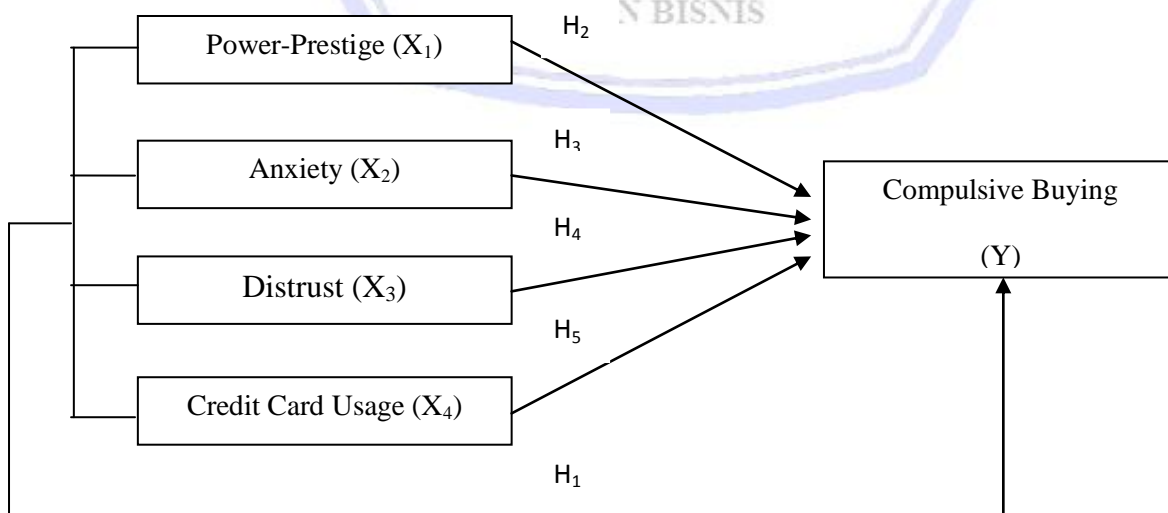 N BISNIS
H₂
Power-Prestige (X₁)
H₃
Anxiety (X₂)
Compulsive Buying
(Y)
H₄
Distrust (X₃)
H₅
Credit Card Usage (X₄)
H₁